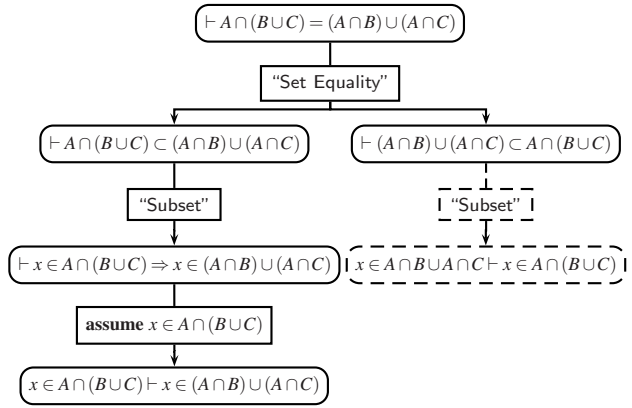 ⊢ A ∩ (B ∪ C) = (A ∩ B) ∪ (A ∩ C)
“Set Equality”
⊢ A ∩ (B ∪ C) ⊂ (A ∩ B) ∪ (A ∩ C)
⊢ (A ∩ B) ∪ (A ∩ C) ⊂ A ∩ (B ∪ C)
“Subset”
“Subset”
⊢ x ∈ A ∩ (B ∪ C) ⇒ x ∈ (A ∩ B) ∪ (A ∩ C)
x ∈ A ∩ B ∪ A ∩ C ⊢ x ∈ A ∩ (B ∪ C)
assume x ∈ A ∩ (B ∪ C)
x ∈ A ∩ (B ∪ C) ⊢ x ∈ (A ∩ B) ∪ (A ∩ C)